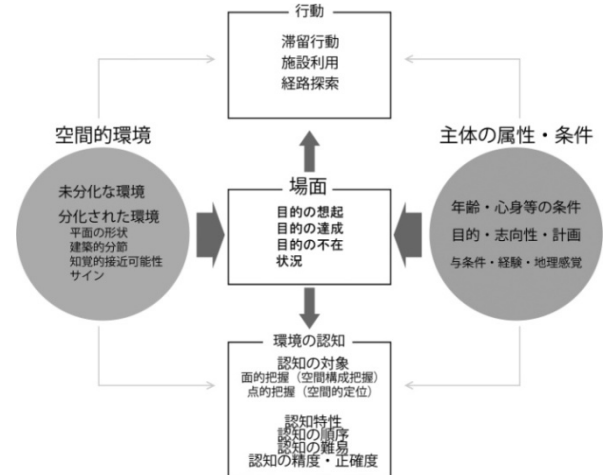 行動
滞留行動
施設利用
経路探索
空間的環境
未分化な環境
分化された環境
平面の形状
建築的分節
知覚的接近可能性
サイン
場面
目的の想起
目的の達成
目的の不在
状況
主体の属性・条件
年齢・心身等の条件
目的・志向性・計画
与条件・経験・地理感覚
環境の認知
認知の対象
面的把握（空間構成把握）
点的把握（空間的定位）
認知特性
認知の順序
認知の難易
認知の精度・正確度